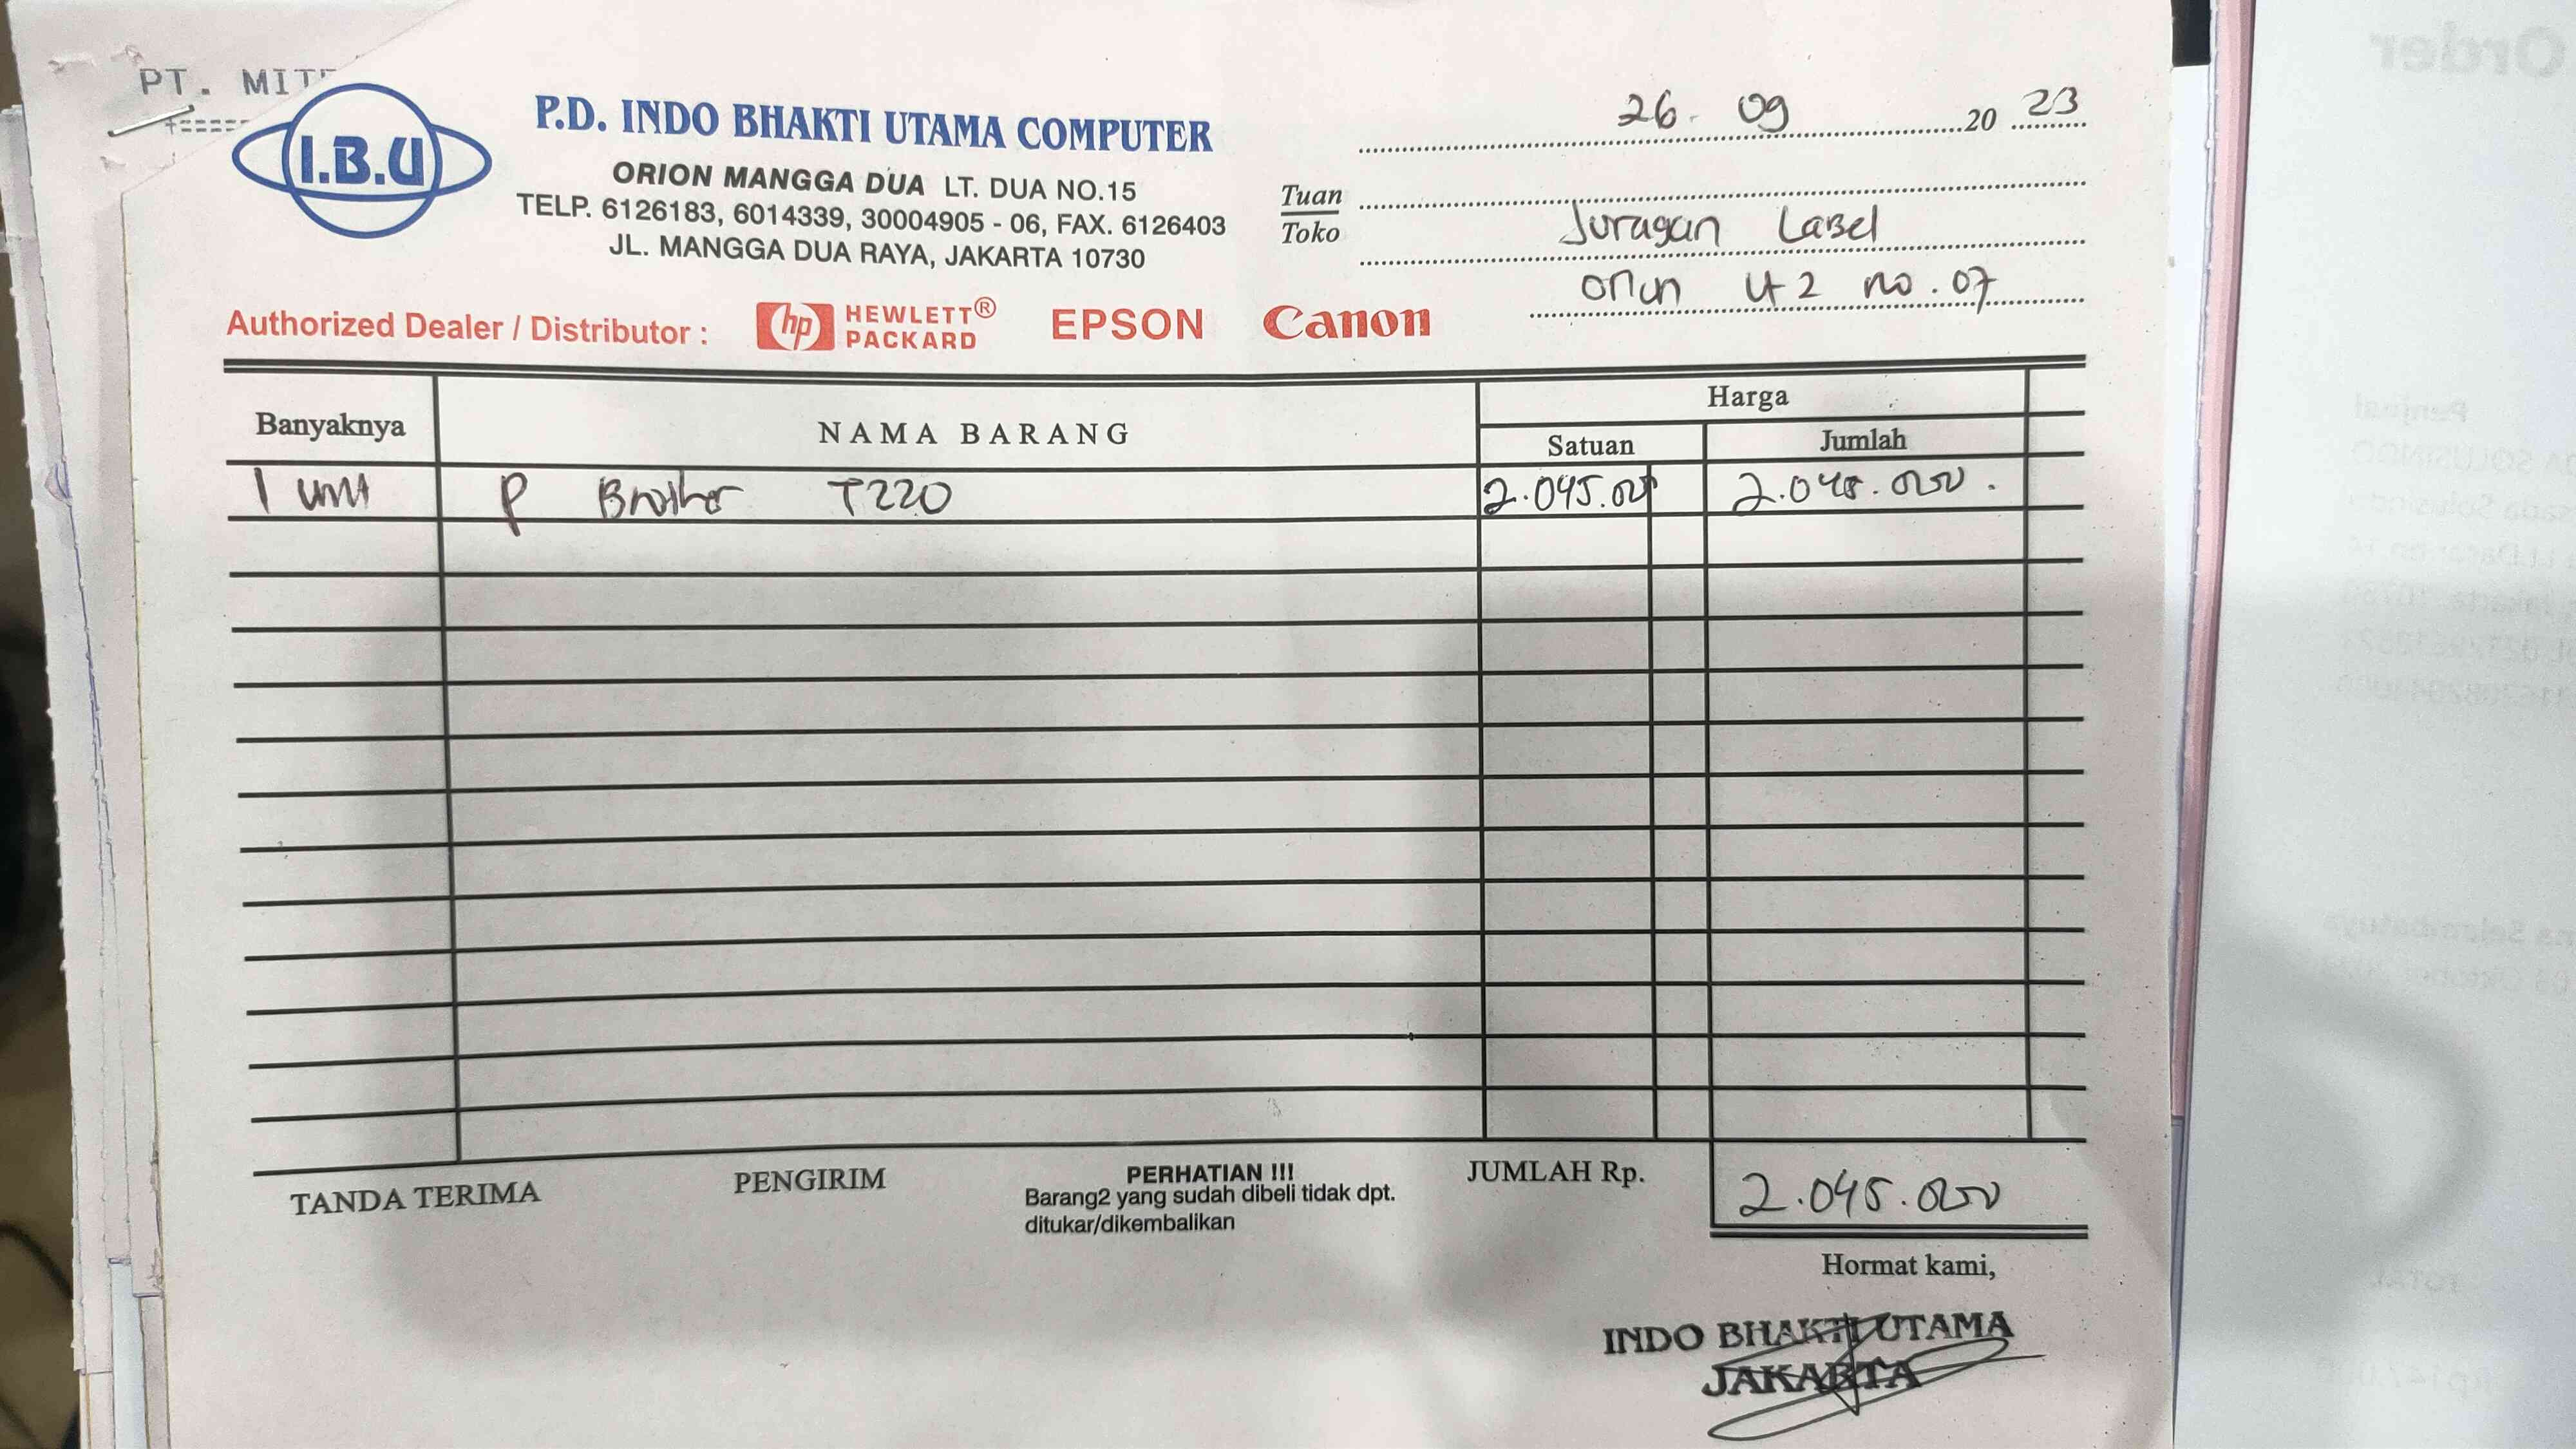 PT. MIT
I.B.U
P.D. INDO BHAKTI UTAMA COMPUTER
ORION MANGGA DUA LT. DUA NO.15
TELP. 6126183, 6014339, 30004905 - 06, FAX. 6126403
JL. MANGGA DUA RAYA, JAKARTA 10730
26 - 09 20 23
Tuan
Toko
Juragan Label
Orion Lt 2 no. 07
Authorized Dealer / Distributor : hp HEWLETT® PACKARD EPSON Canon
Banyaknya NAMA BARANG Harga
Satuan Jumlah
1 unit P Brother T220 2.045.000 2.045.000.
TANDA TERIMA PENGIRIM PERHATIAN !!! JUMLAH Rp. 2.045.000
Barang2 yang sudah dibeli tidak dpt.
ditukar/dikembalikan
Hormat kami,
INDO BHAKTI UTAMA
JAKARTA
Order
Penjual